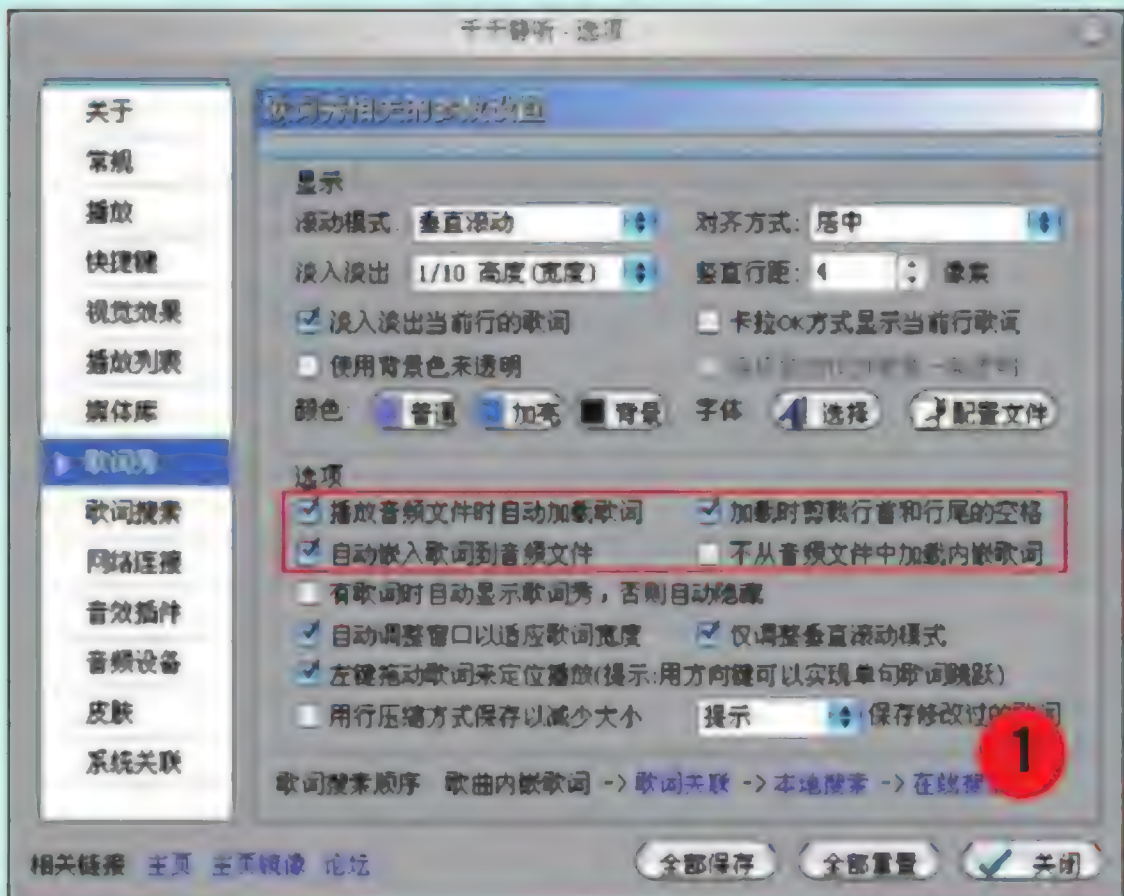 千千静听 - 选项
关于
常规
播放
快捷键
视觉效果
播放列表
媒体库
歌词秀
歌词搜索
网络连接
音效插件
音频设备
皮肤
系统关联
显示
滚动模式: 垂直滚动 对齐方式: 居中
淡入淡出 1/10 高度(宽度) 竖直行距: 4 像素
淡入淡出当前行的歌词 卡拉OK方式显示当前行歌词
使用背景色来透明
颜色 普通 加亮 背景 字体 选择 配置文件
选项
播放音频文件时自动加载歌词 加载时剪裁行首和行尾的空格
自动嵌入歌词到音频文件 不从音频文件中加载内嵌歌词
有歌词时自动显示歌词秀，否则自动隐藏
自动调整窗口以适应歌词宽度 仅调整垂直滚动模式
左键拖动歌词来定位播放(提示:用方向键可以实现单句歌词跳跃)
用行压缩方式保存以减少大小 提示 保存修改过的歌词
1
歌词搜索顺序 歌曲内嵌歌词 -> 歌词关联 -> 本地搜索 -> 在线搜
相关链接 主页 主页镜像 论坛 全部保存 全部重置 关闭